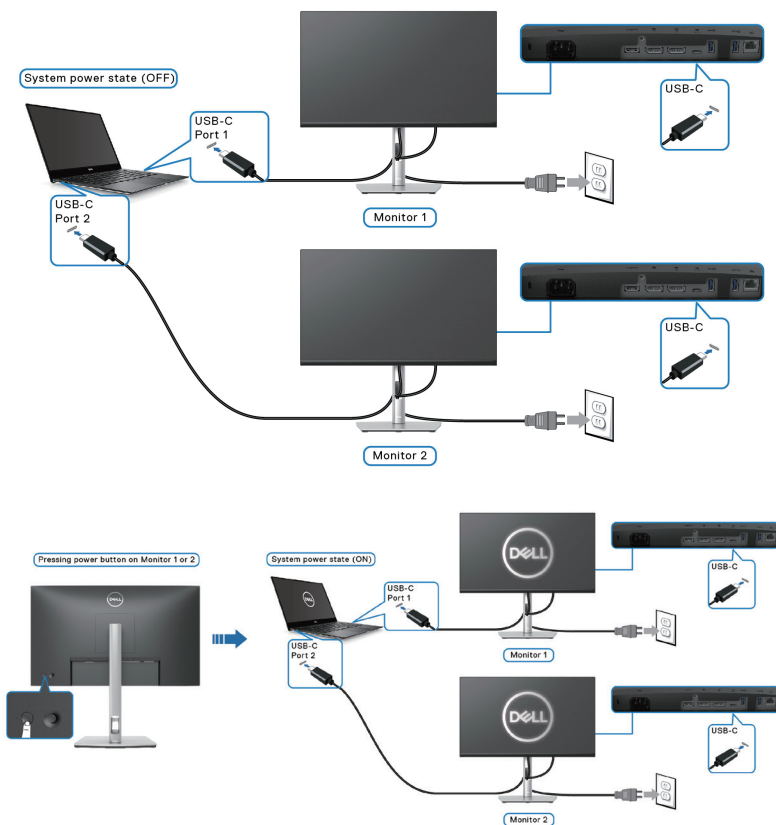 System power state (OFF)
USB-C
Port 1
USB-C
Monitor 1
USB-C
Port 2
USB-C
Monitor 2
Pressing power button on Monitor 1 or 2
DELL
System power state (ON)
DELL
USB-C
Port 1
DELL
USB-C
Monitor 1
USB-C
Port 2
DELL
USB-C
Monitor 2